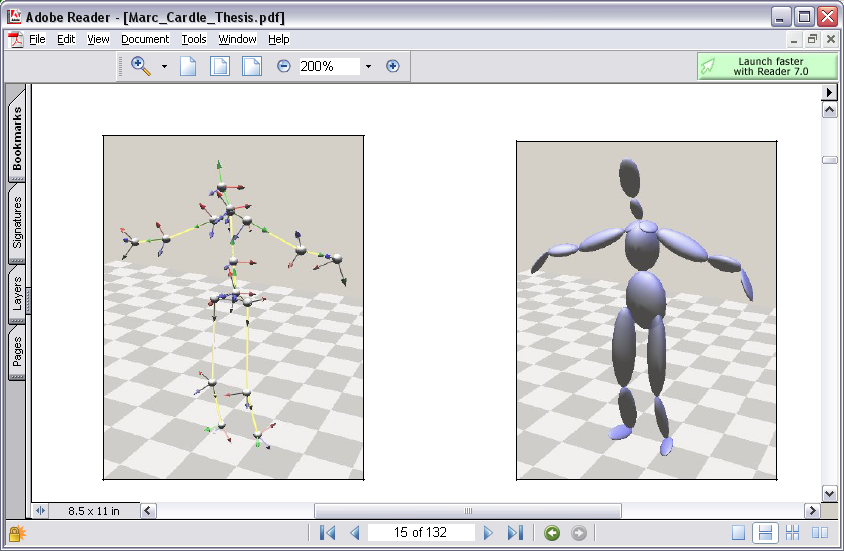 Adobe Reader - [Marc_Cardle_Thesis.pdf]
File Edit View Document Tools Window Help
200%
Launch faster
with Reader 7.0
Bookmarks
Signatures
Layers
Pages
8.5 x 11 in
15 of 132